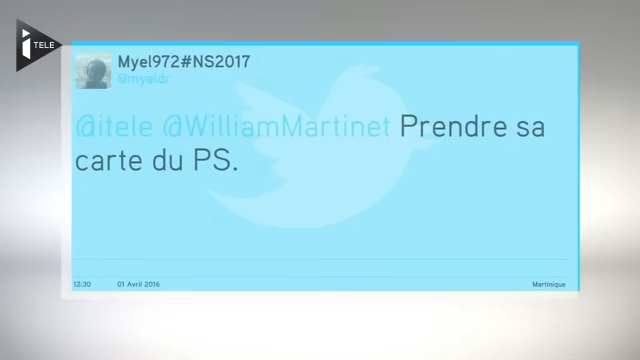 i TELE
Myel972#NS2017
@myeldr
@itele @WilliamMartinet Prendre sa
carte du PS.
12:30 01 Avril 2016 Martinique